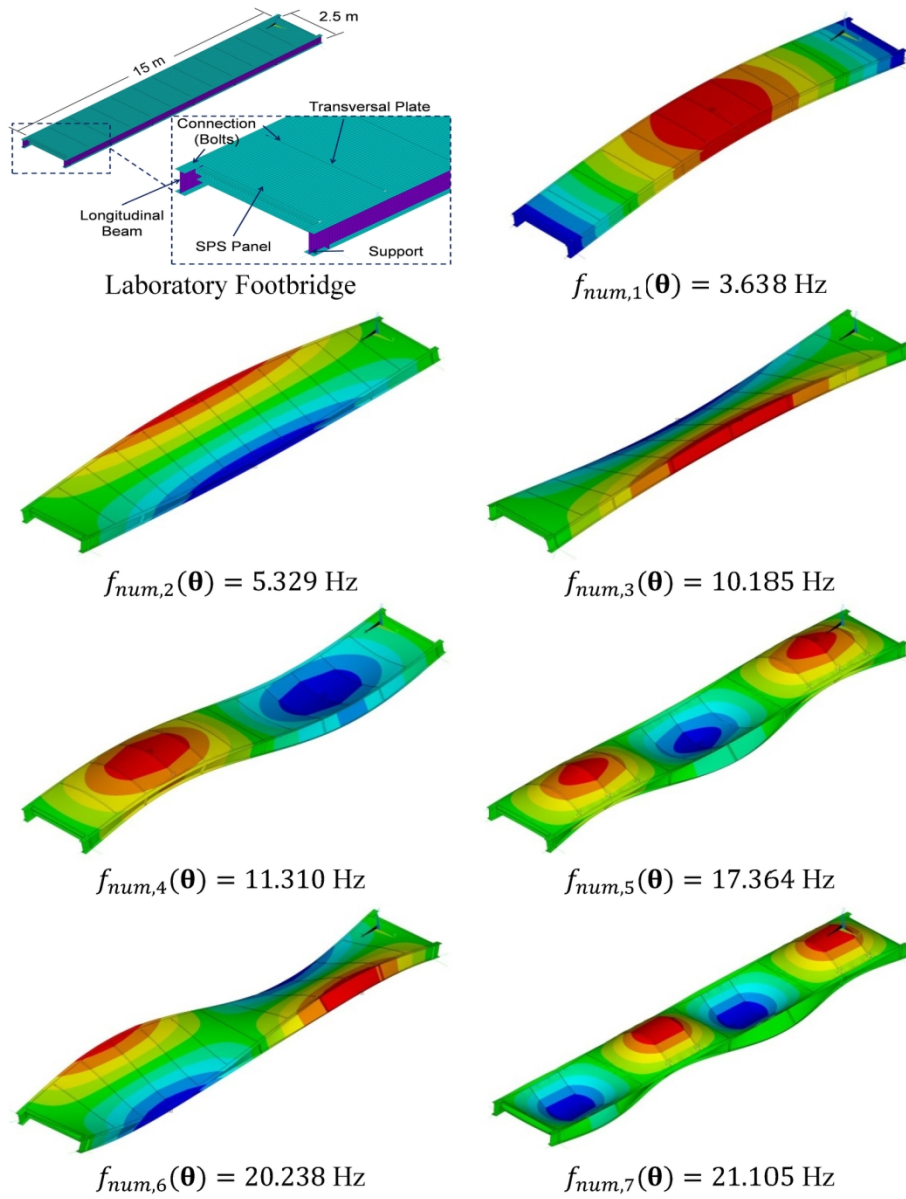 2.5 m
15 m
Transversal Plate
Connection
(Bolts)
Longitudinal
Beam
SPS Panel
Support
Laboratory Footbridge
f_{num,1}(θ) = 3.638 Hz
f_{num,2}(θ) = 5.329 Hz
f_{num,3}(θ) = 10.185 Hz
f_{num,4}(θ) = 11.310 Hz
f_{num,5}(θ) = 17.364 Hz
f_{num,6}(θ) = 20.238 Hz
f_{num,7}(θ) = 21.105 Hz